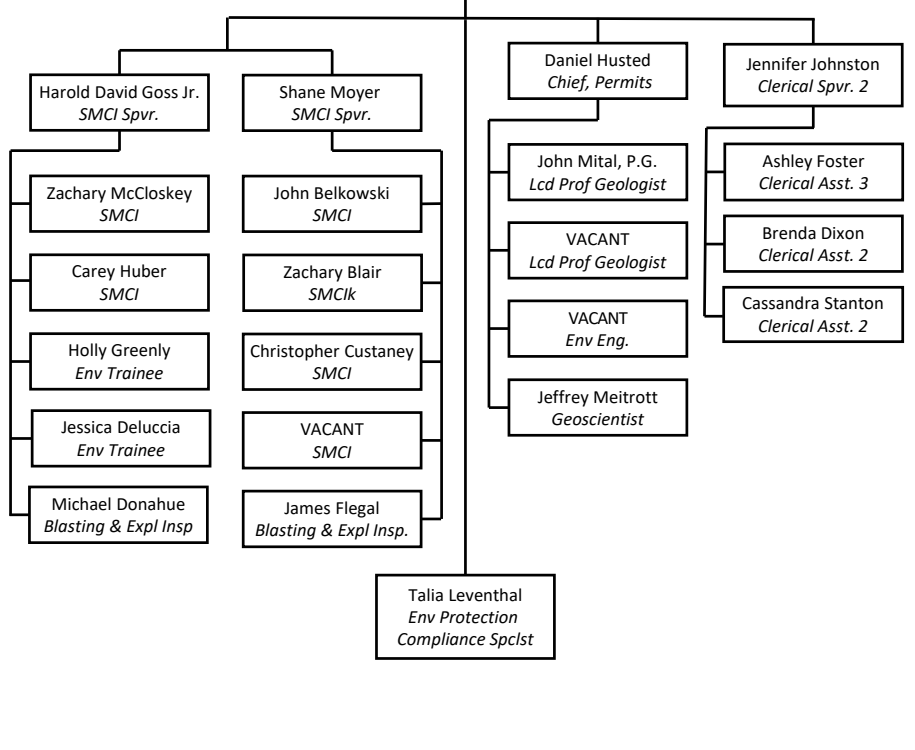 Harold David Goss Jr.
SMCI Spvr.
Zachary McCloskey
SMCI
Carey Huber
SMCI
Holly Greenly
Env Trainee
Jessica Deluccia
Env Trainee
Michael Donahue
Blasting & Expl Insp
Shane Moyer
SMCI Spvr.
John Belkowski
SMCI
Zachary Blair
SMCIk
Christopher Custaney
SMCI
VACANT
SMCI
James Flegal
Blasting & Expl Insp.
Daniel Husted
Chief, Permits
John Mital, P.G.
Lcd Prof Geologist
VACANT
Lcd Prof Geologist
VACANT
Env Eng.
Jeffrey Meitrott
Geoscientist
Jennifer Johnston
Clerical Spvr. 2
Ashley Foster
Clerical Asst. 3
Brenda Dixon
Clerical Asst. 2
Cassandra Stanton
Clerical Asst. 2
Talia Leventhal
Env Protection
Compliance Spclst